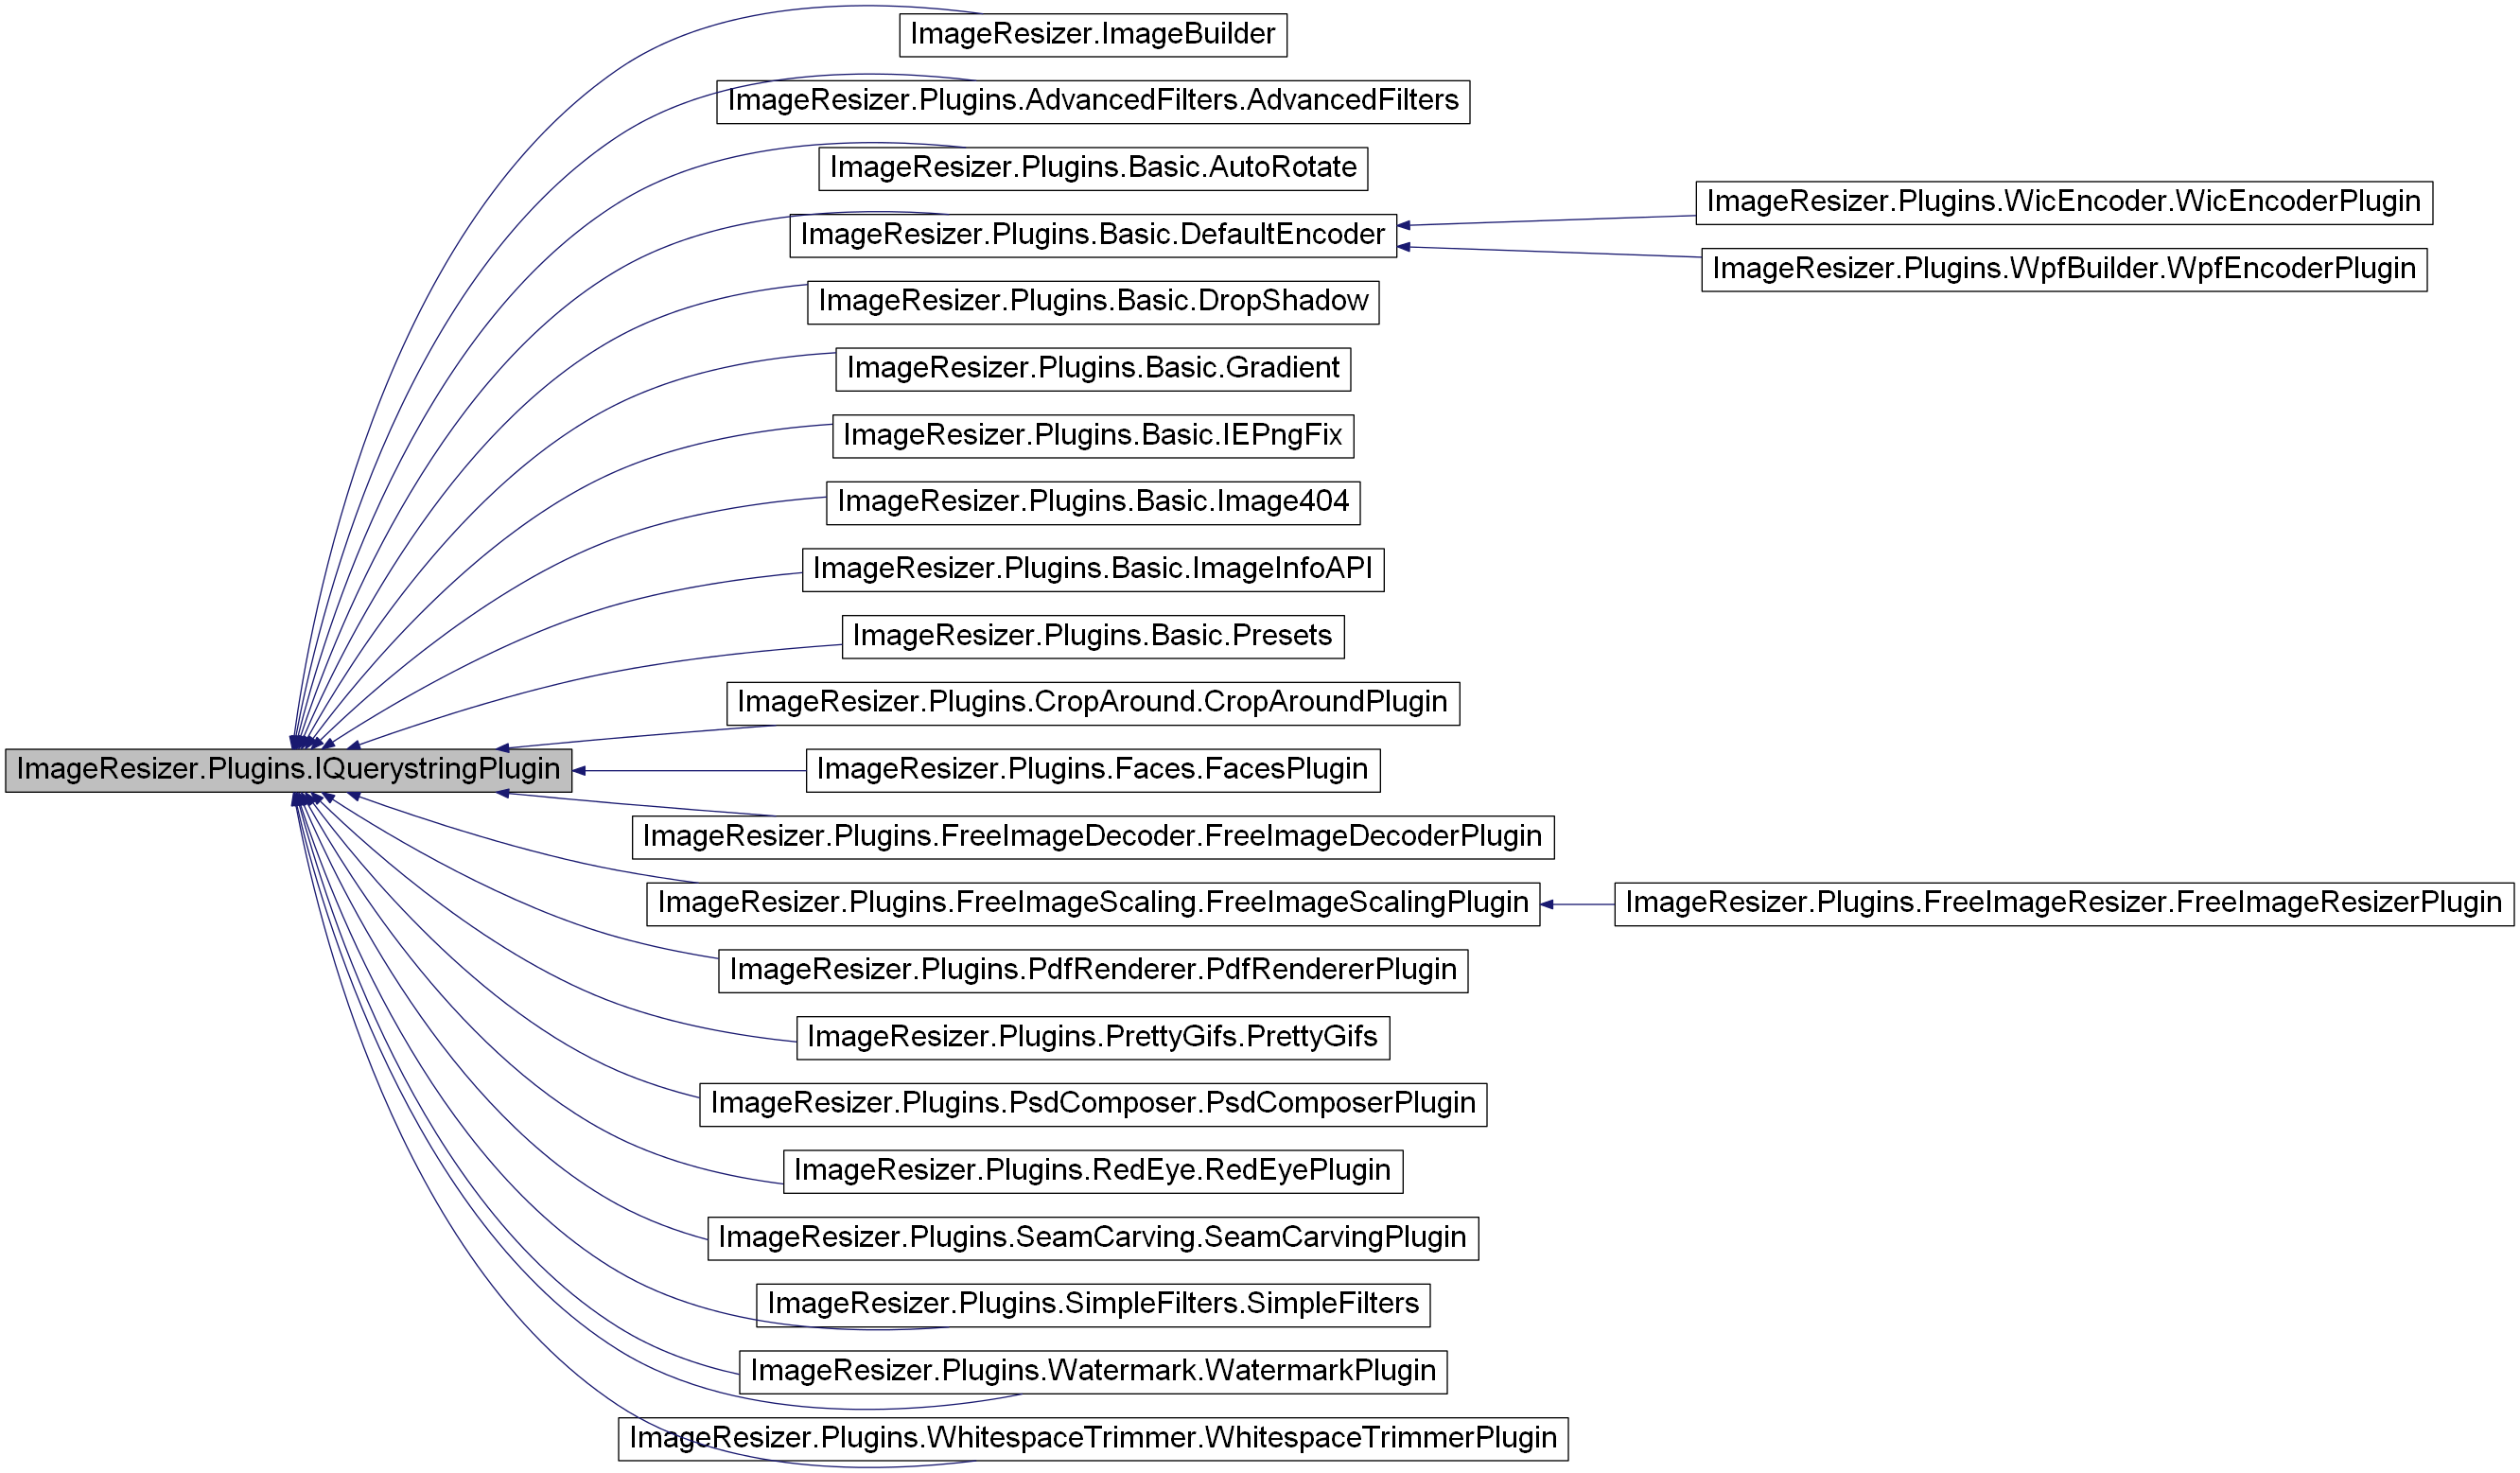 ImageResizer.ImageBuilder
ImageResizer.Plugins.AdvancedFilters.AdvancedFilters
ImageResizer.Plugins.Basic.AutoRotate
ImageResizer.Plugins.WicEncoder.WicEncoderPlugin
ImageResizer.Plugins.Basic.DefaultEncoder
ImageResizer.Plugins.WpfBuilder.WpfEncoderPlugin
ImageResizer.Plugins.Basic.DropShadow
ImageResizer.Plugins.Basic.Gradient
ImageResizer.Plugins.Basic.IEPngFix
ImageResizer.Plugins.Basic.Image404
ImageResizer.Plugins.Basic.ImageInfoAPI
ImageResizer.Plugins.Basic.Presets
ImageResizer.Plugins.CropAround.CropAroundPlugin
ImageResizer.Plugins.IQuerystringPlugin
ImageResizer.Plugins.Faces.FacesPlugin
ImageResizer.Plugins.FreeImageDecoder.FreeImageDecoderPlugin
ImageResizer.Plugins.FreeImageScaling.FreeImageScalingPlugin
ImageResizer.Plugins.FreeImageResizer.FreeImageResizerPlugin
ImageResizer.Plugins.PdfRenderer.PdfRendererPlugin
ImageResizer.Plugins.PrettyGifs.PrettyGifs
ImageResizer.Plugins.PsdComposer.PsdComposerPlugin
ImageResizer.Plugins.RedEye.RedEyePlugin
ImageResizer.Plugins.SeamCarving.SeamCarvingPlugin
ImageResizer.Plugins.SimpleFilters.SimpleFilters
ImageResizer.Plugins.Watermark.WatermarkPlugin
ImageResizer.Plugins.WhitespaceTrimmer.WhitespaceTrimmerPlugin